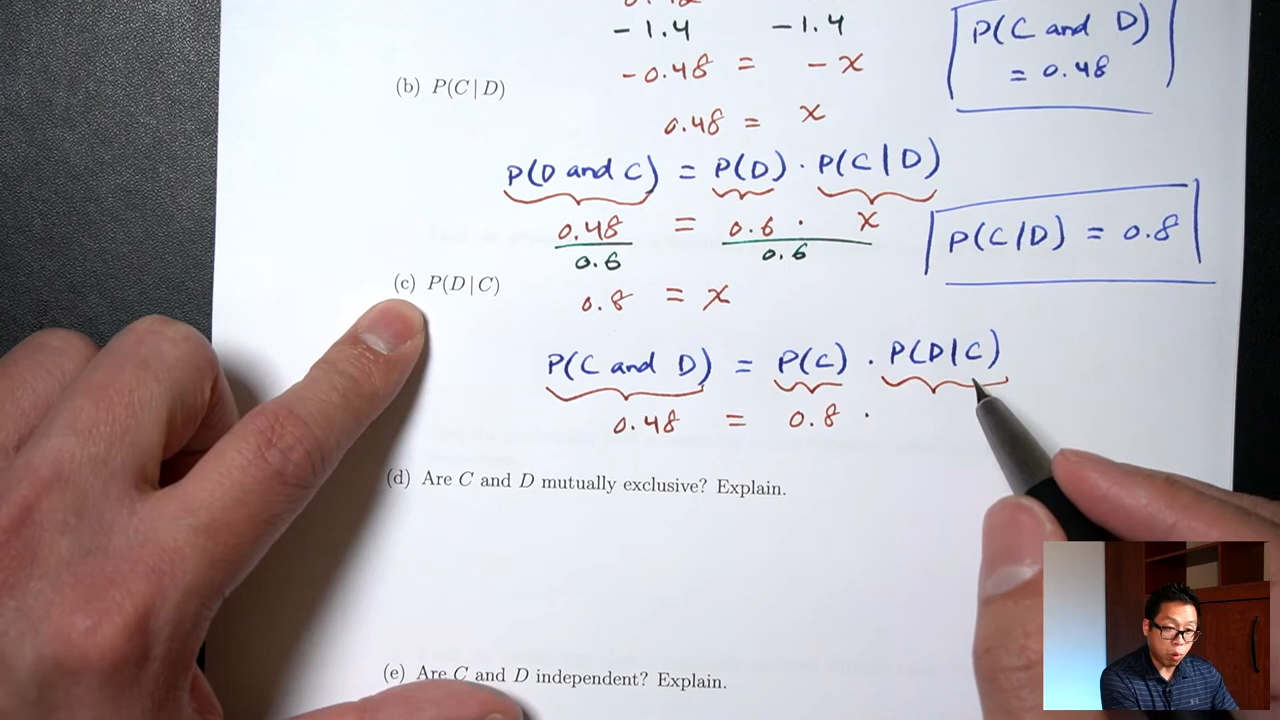 -1.4 -1.4
-0.48 = -x
P(C and D)
= 0.48
(b) P(C|D)
0.48 = x
P(D and C) = P(D) · P(C|D)
0.48 = 0.6 · x
0.6 0.6
P(C|D) = 0.8
(c) P(D|C)
0.8 = x
P(C and D) = P(C) · P(D|C)
0.48 = 0.8 ·
(d) Are C and D mutually exclusive? Explain.
(e) Are C and D independent? Explain.